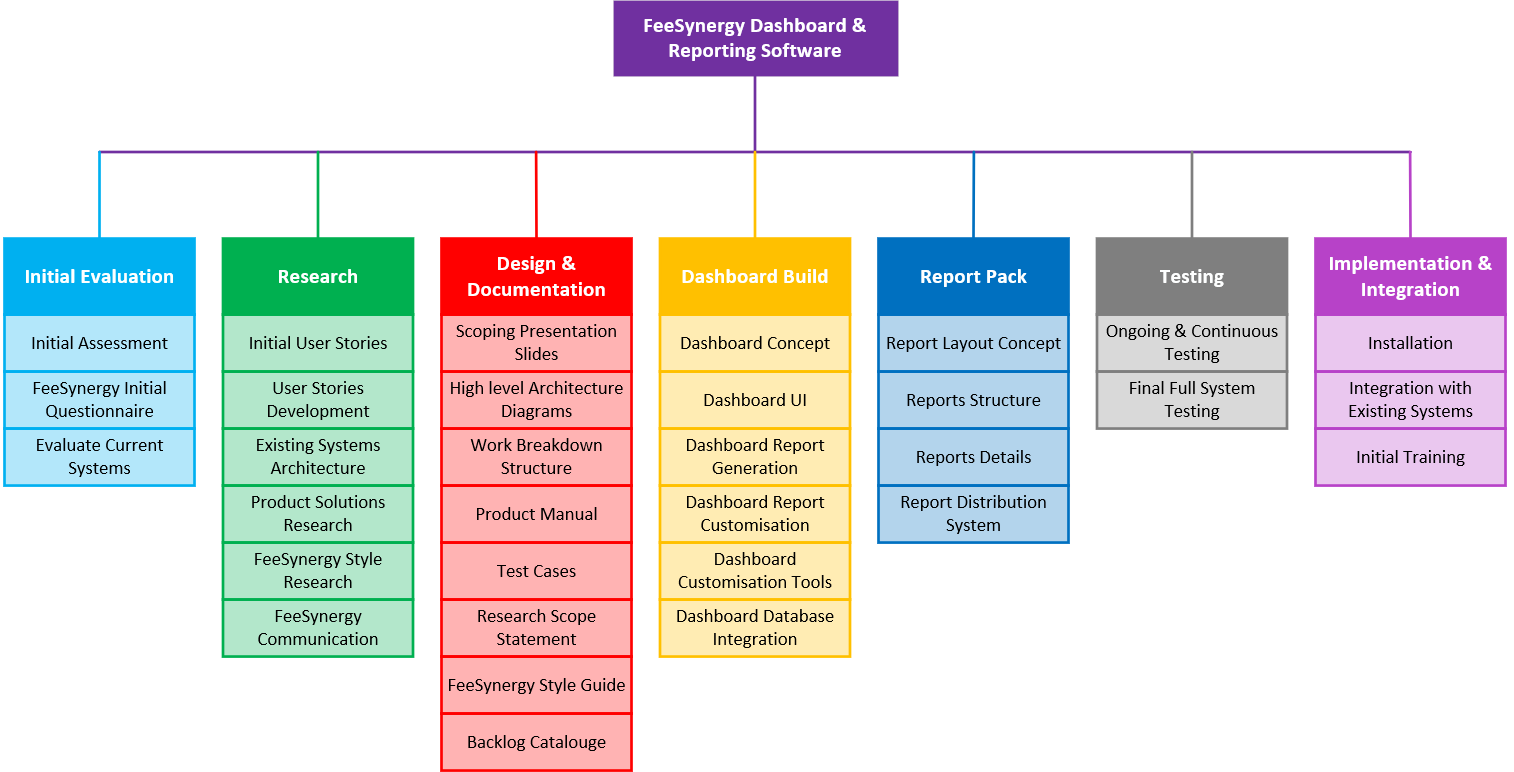 FeeSynergy Dashboard &
Reporting Software
Initial Evaluation
Initial Assessment
FeeSynergy Initial
Questionnaire
Evaluate Current
Systems
Research
Initial User Stories
User Stories
Development
Existing Systems
Architecture
Product Solutions
Research
FeeSynergy Style
Research
FeeSynergy
Communication
Design &
Documentation
Scoping Presentation
Slides
High level Architecture
Diagrams
Work Breakdown
Structure
Product Manual
Test Cases
Research Scope
Statement
FeeSynergy Style Guide
Backlog Catalouge
Dashboard Build
Dashboard Concept
Dashboard UI
Dashboard Report
Generation
Dashboard Report
Customisation
Dashboard
Customisation Tools
Dashboard Database
Integration
Report Pack
Report Layout Concept
Reports Structure
Reports Details
Report Distribution
System
Testing
Ongoing & Continuous
Testing
Final Full System
Testing
Implementation &
Integration
Installation
Integration with
Existing Systems
Initial Training